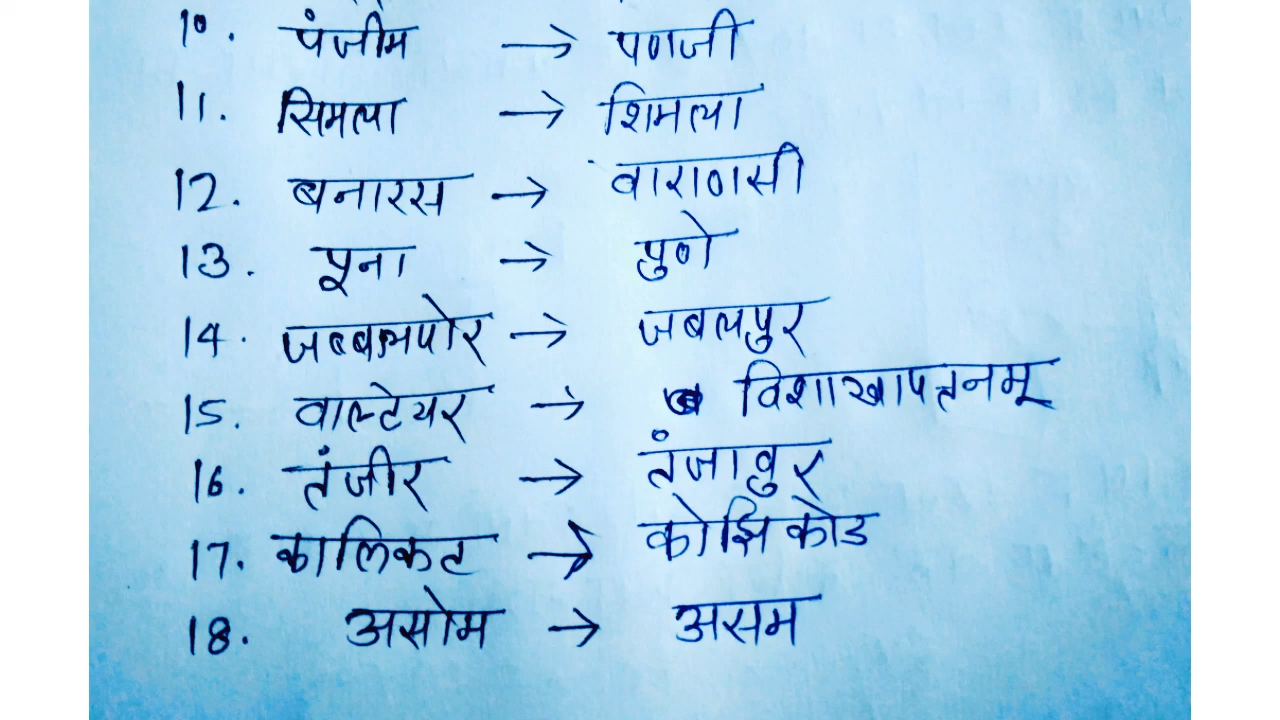 10. पंजीम → पणजी
11. सिमला → शिमला
12. बनारस → वाराणसी
13. पूना → पुणे
14. जब्बलपोर → जबलपुर
15. वाल्टेयर → विशाखापत्तनमू
16. तंजौर → तंजावुर
17. कालिकट → कोझिकोड
18. असोम → असम